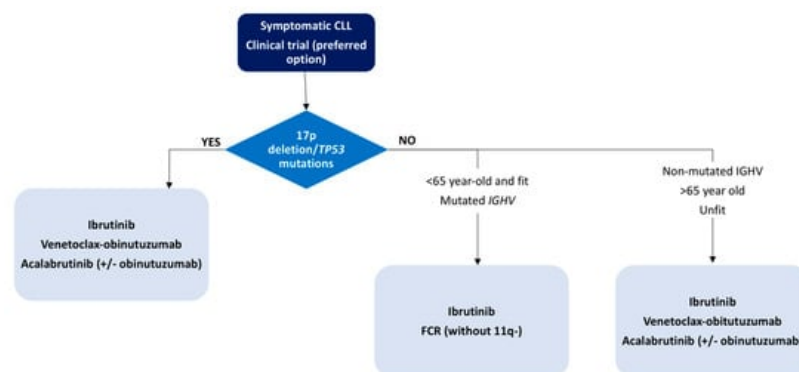 Symptomatic CLL
Clinical trial (preferred
option)
YES
17p
deletion/TP53
mutations
NO
<65 year-old and fit
Mutated IGHV
Non-mutated IGHV
>65 year old
Unfit
Ibrutinib
Venetoclax-obinutuzumab
Acalabrutinib (+/- obinutuzumab)
Ibrutinib
FCR (without 11q-)
Ibrutinib
Venetoclax-obitutuzumab
Acalabrutinib (+/- obinutuzumab